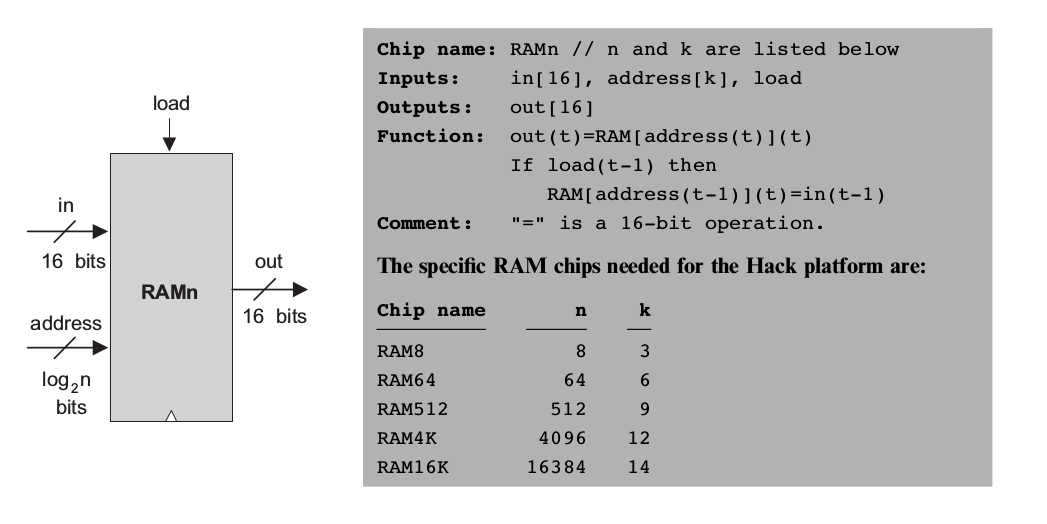 load
in
16 bits
RAMn
out
16 bits
address
log2n
bits
Chip name: RAMn // n and k are listed below
Inputs: in[16], address[k], load
Outputs: out[16]
Function: out(t)=RAM[address(t)](t)
If load(t-1) then
RAM[address(t-1)](t)=in(t-1)
Comment: "=" is a 16-bit operation.
The specific RAM chips needed for the Hack platform are:
Chip name n k
RAM8 8 3
RAM64 64 6
RAM512 512 9
RAM4K 4096 12
RAM16K 16384 14